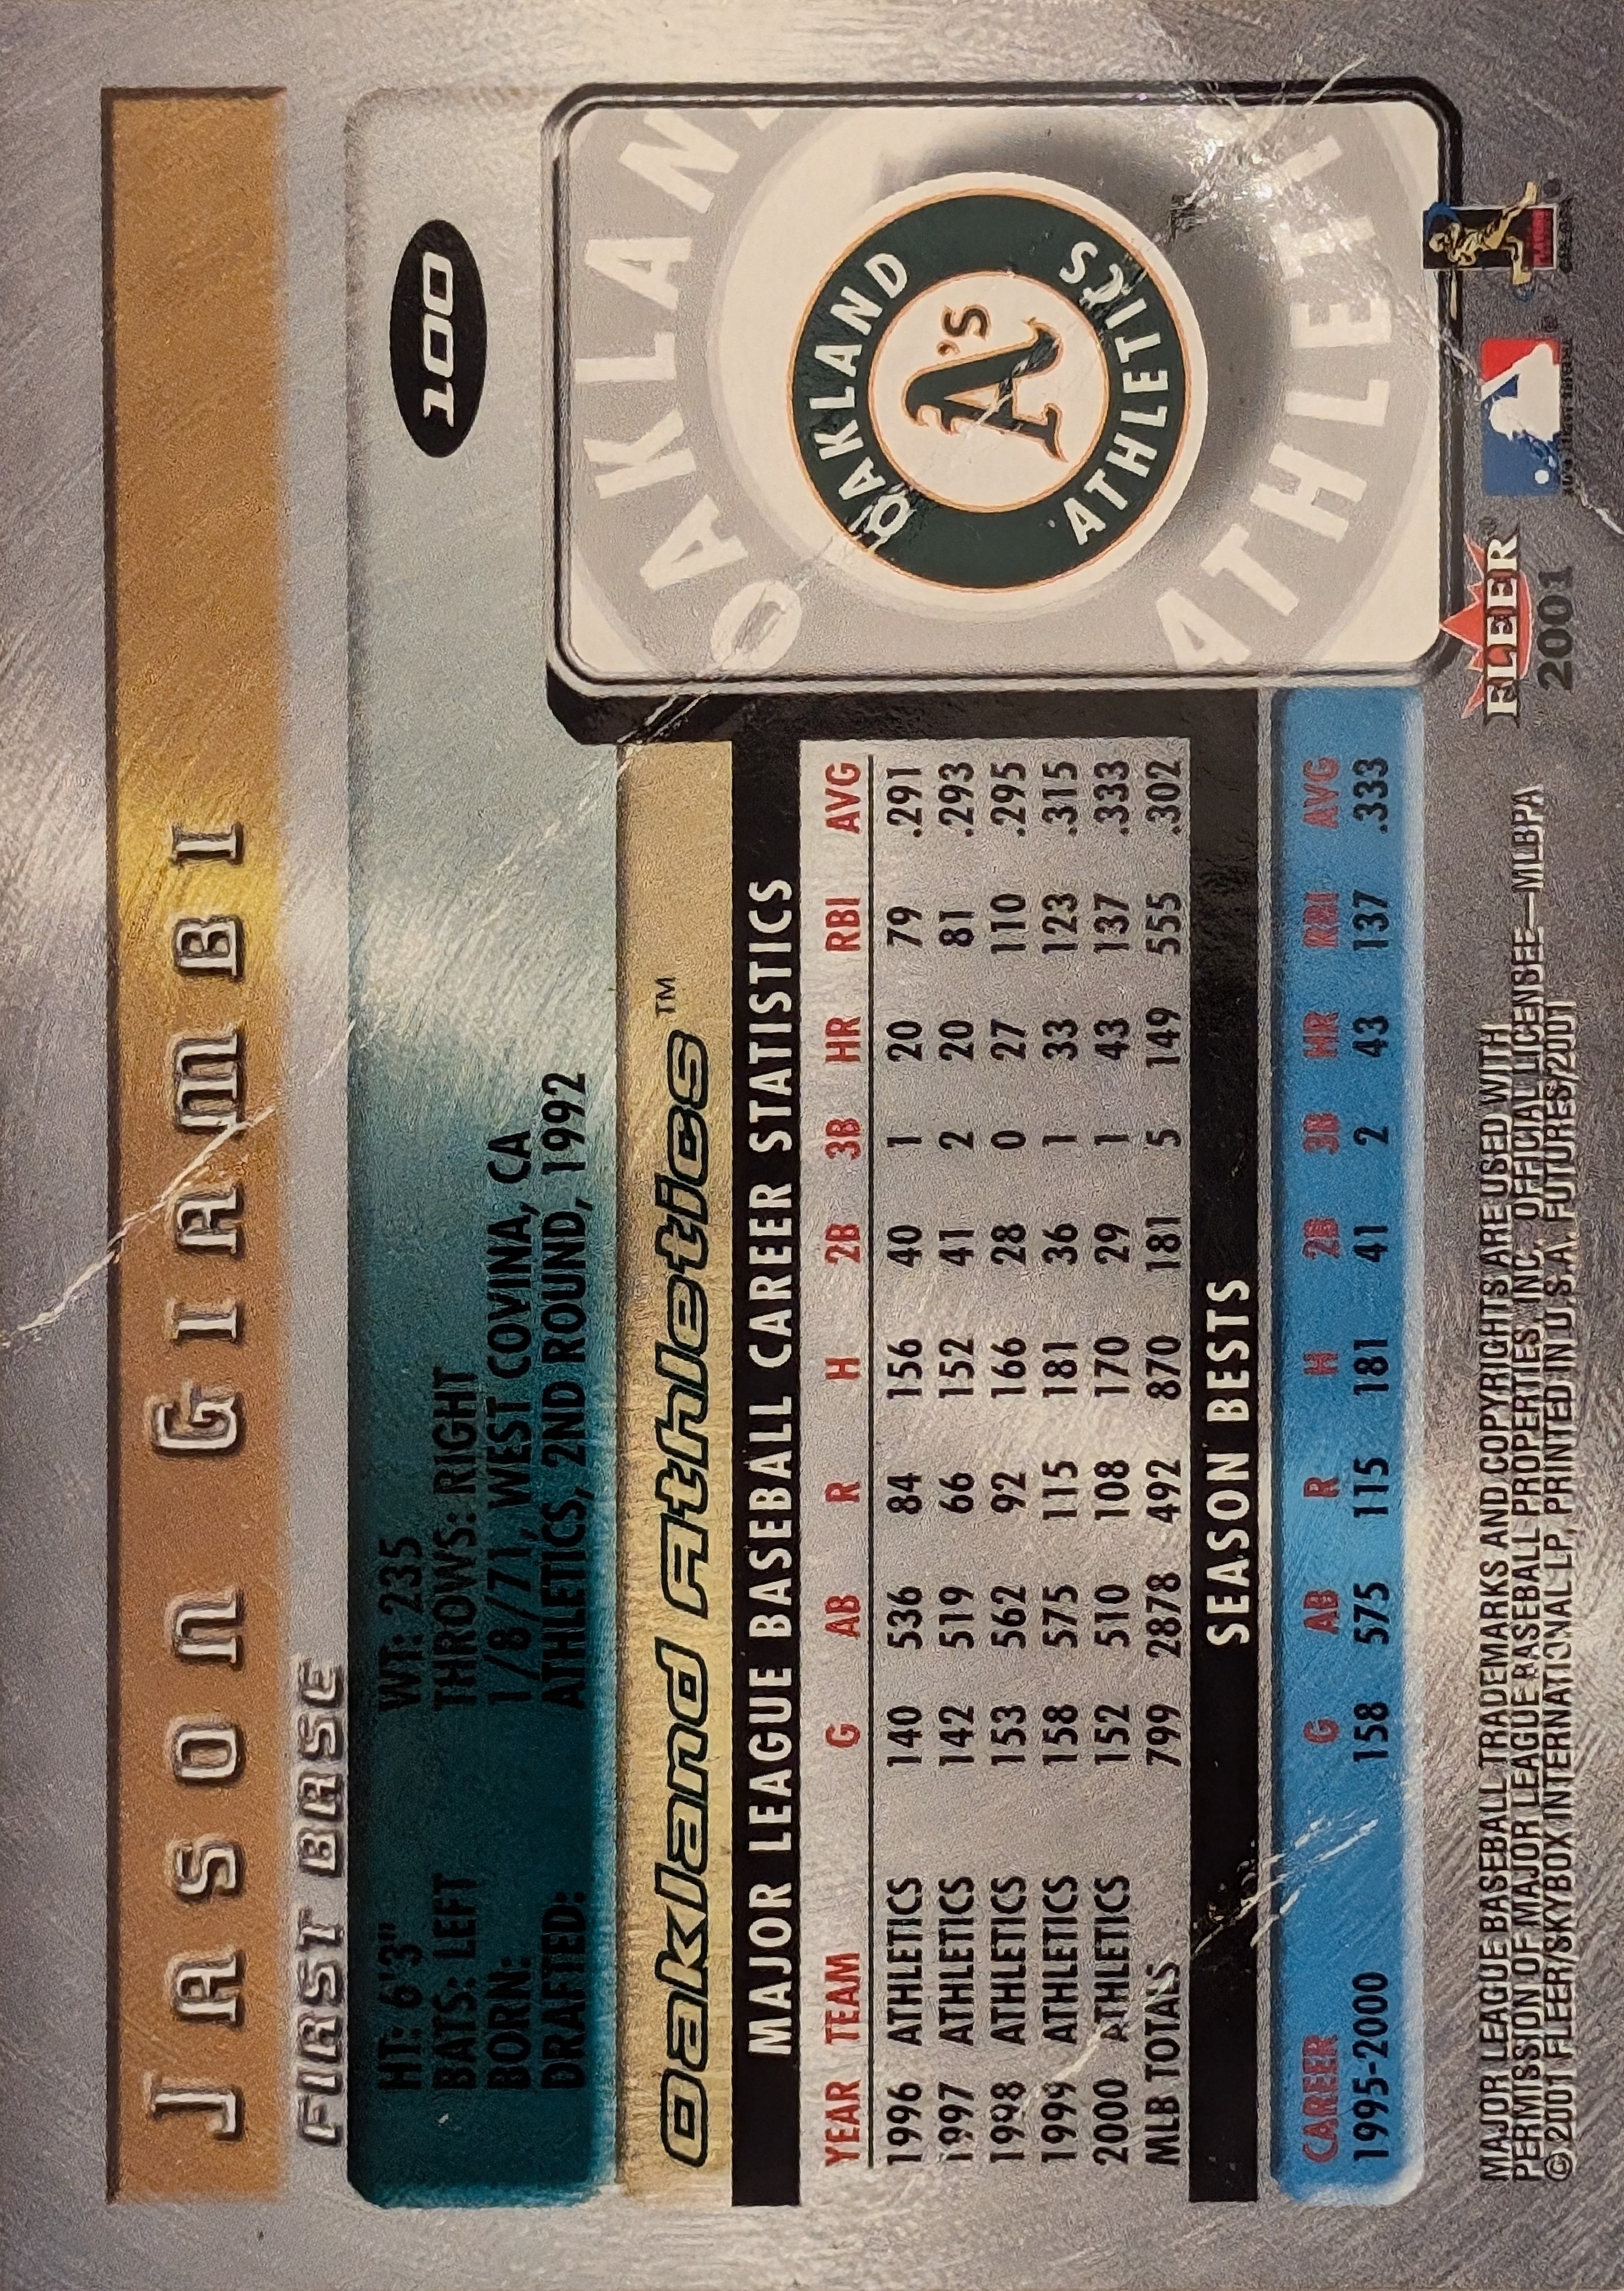 Jason Giambi
FIRST BASE
100
HT: 6'3" WT: 235
BATS: LEFT THROWS: RIGHT
BORN: 1/8/71, WEST COVINA, CA
DRAFTED: ATHLETICS, 2ND ROUND, 1992
Oakland Athletics™
MAJOR LEAGUE BASEBALL CAREER STATISTICS
YEAR TEAM G AB R H 2B 3B HR RBI AVG
1996 ATHLETICS 140 536 84 156 40 1 20 79 .291
1997 ATHLETICS 142 519 66 152 41 2 20 81 .293
1998 ATHLETICS 153 562 92 166 28 0 27 110 .295
1999 ATHLETICS 158 575 115 181 36 1 33 123 .315
2000 ATHLETICS 152 510 108 170 29 1 43 137 .333
MLB TOTALS 799 2878 492 870 181 5 149 555 .302
SEASON BESTS
CAREER G AB R H 2B 3B HR RBI AVG
1995-2000 158 575 115 181 41 2 43 137 .333
OAKLAN
ATHLETI
OAKLAND
A's
ATHLETICS
MAJOR LEAGUE BASEBALL TRADEMARKS AND COPYRIGHTS ARE USED WITH
PERMISSION OF MAJOR LEAGUE BASEBALL PROPERTIES, INC. OFFICIAL LICENSEE—MLBPA
© 2001 FLEER/SKYBOX INTERNATIONAL LP, PRINTED IN U.S.A. FUTURES/2001
FLEER®
2001